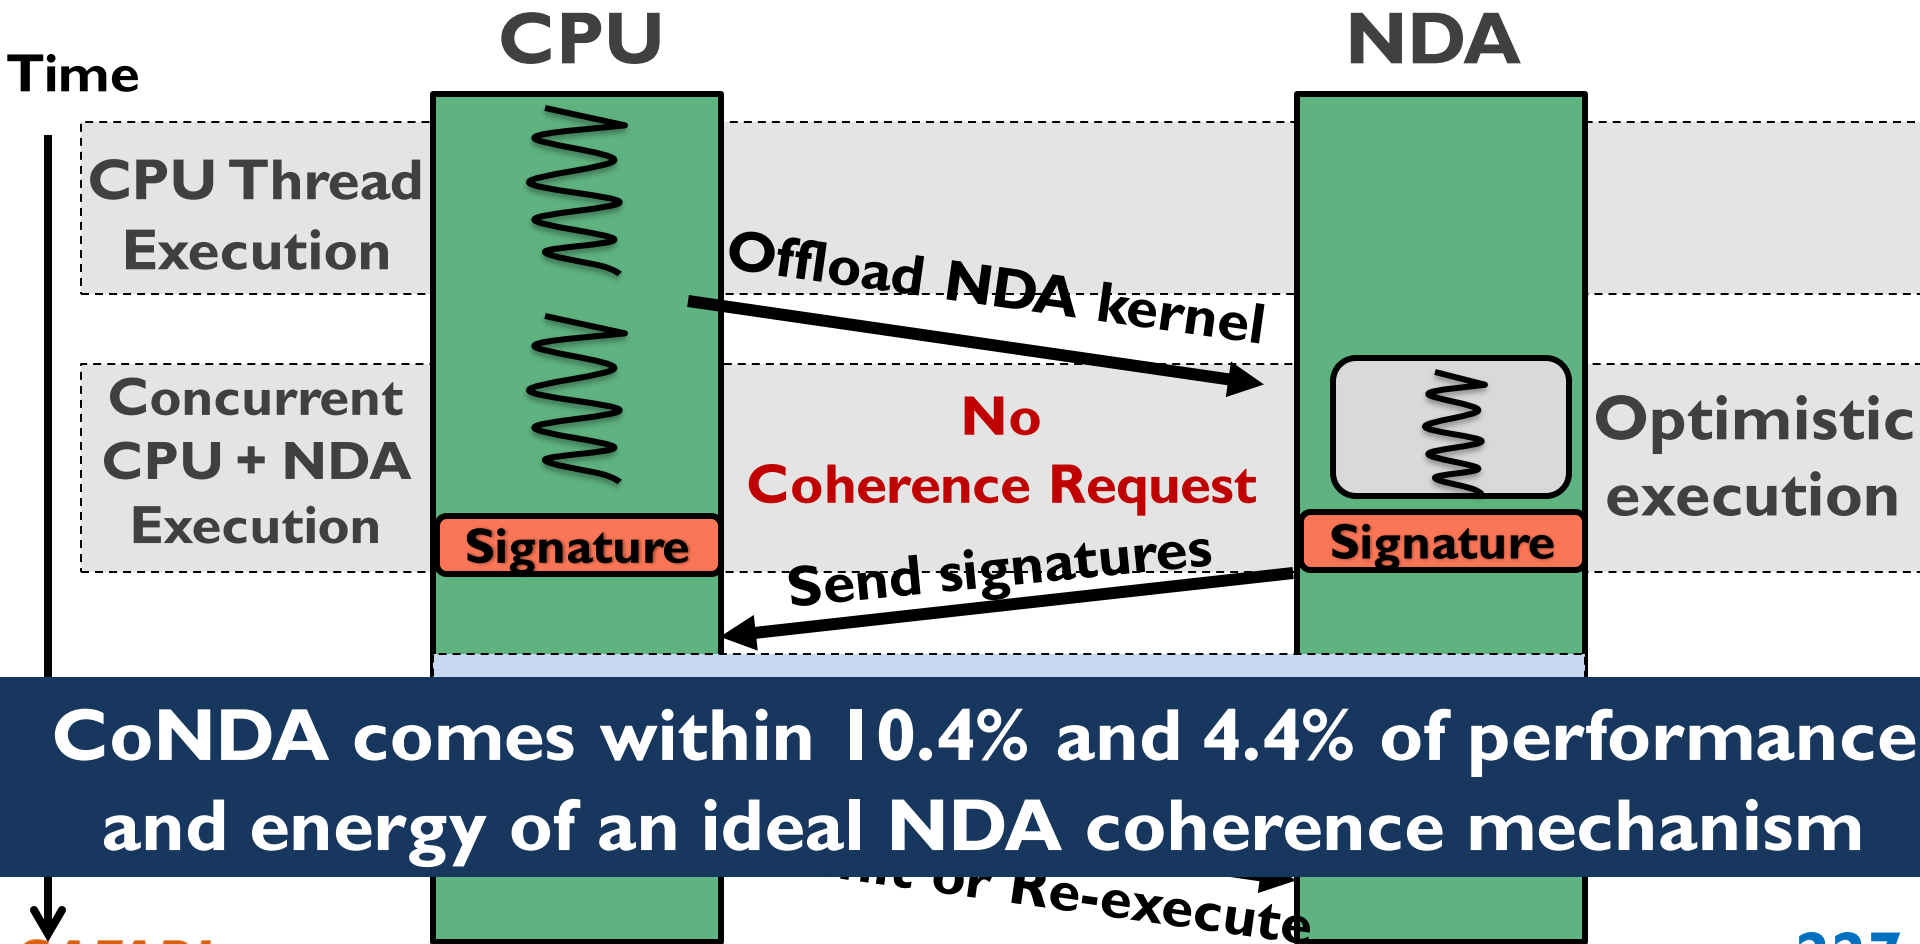 CPU
NDA
Time
CPU Thread
Execution
Offload NDA kernel
Concurrent
CPU + NDA
Execution
No
Coherence Request
Optimistic
execution
Signature
Signature
Send signatures
CoNDA comes within 10.4% and 4.4% of performance
and energy of an ideal NDA coherence mechanism
or Re-execute